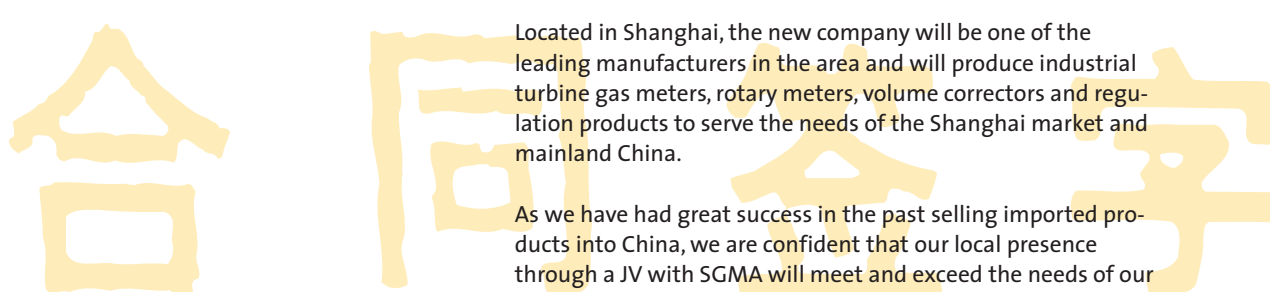 合同签字
Located in Shanghai, the new company will be one of the
leading manufacturers in the area and will produce industrial
turbine gas meters, rotary meters, volume correctors and regu-
lation products to serve the needs of the Shanghai market and
mainland China.
As we have had great success in the past selling imported pro-
ducts into China, we are confident that our local presence
through a JV with SGMA will meet and exceed the needs of our